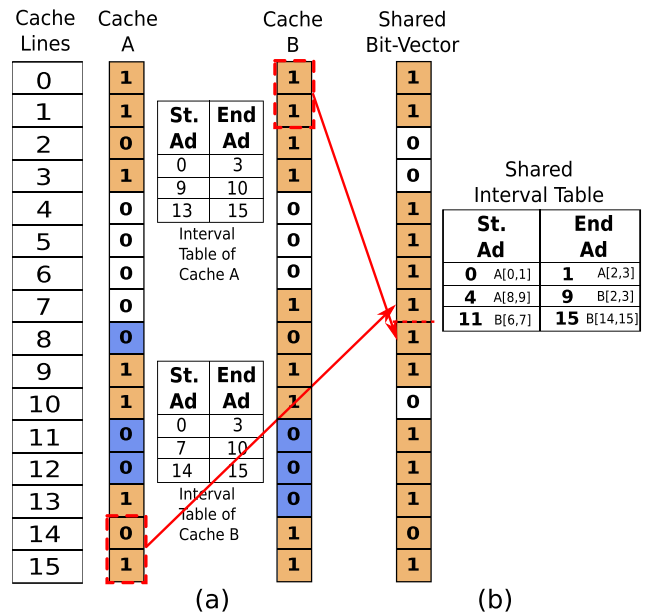 Cache Lines
Cache A
Cache B
Shared Bit-Vector
0 1 1 1
1 1 1 1
2 0 1 0
3 1 1 0
4 0 0 1
5 0 0 1
6 0 0 1
7 0 1 1
8 0 0 1
9 1 1 1
10 1 1 0
11 0 0 1
12 0 0 1
13 1 0 1
14 0 1 0
15 1 1 1
St. Ad End Ad
0 3
9 10
13 15
Interval
Table of
Cache A
St. Ad End Ad
0 3
7 10
14 15
Interval
Table of
Cache B
Shared
Interval Table
St. Ad End Ad
0 A[0,1] 1 A[2,3]
4 A[8,9] 9 B[2,3]
11 B[6,7] 15 B[14,15]
(a)
(b)